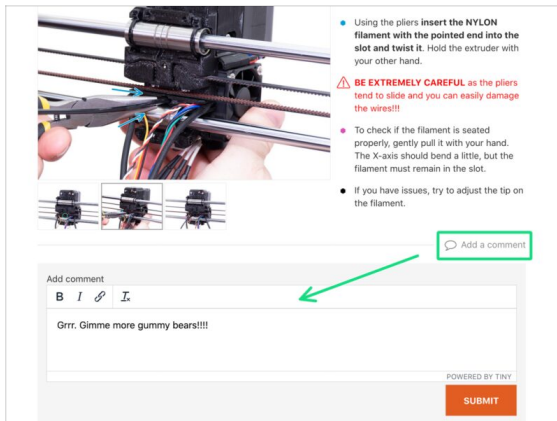 Using the pliers insert the NYLON
filament with the pointed end into the
slot and twist it. Hold the extruder with
your other hand.
BE EXTREMELY CAREFUL as the pliers
tend to slide and you can easily damage
the wires!!!
To check if the filament is seated
properly, gently pull it with your hand.
The X-axis should bend a little, but the
filament must remain in the slot.
If you have issues, try to adjust the tip on
the filament.
Add a comment
Add comment
B I Tx
Grrr. Gimme more gummy bears!!!!
POWERED BY TINY
SUBMIT